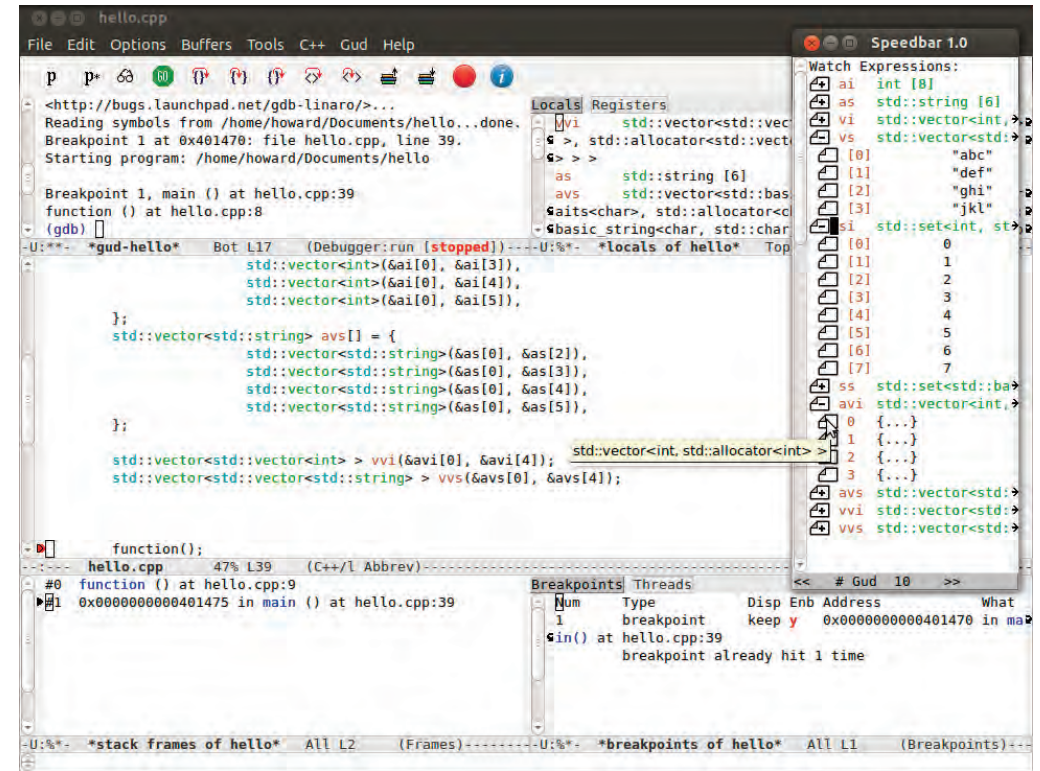 hello.cpp
File Edit Options Buffers Tools C++ Gud Help
p p* GO {} {} {} <> <> i
<http://bugs.launchpad.net/gdb-linaro/>...
Reading symbols from /home/howard/Documents/hello...done.
Breakpoint 1 at 0x401470: file hello.cpp, line 39.
Starting program: /home/howard/Documents/hello
Breakpoint 1, main () at hello.cpp:39
function () at hello.cpp:8
(gdb)
-U:**- *gud-hello* Bot L17 (Debugger:run [stopped])----
Locals Registers
vvi std::vector<std::vec
>, std::allocator<std::vect
> > >
as std::string [6]
avs std::vector<std::bas
aits<char>, std::allocator<c
basic_string<char, std::char
-U:%*- *locals of hello* Top
std::vector<int>(&ai[0], &ai[3]),
std::vector<int>(&ai[0], &ai[4]),
std::vector<int>(&ai[0], &ai[5]),
};
std::vector<std::string> avs[] = {
std::vector<std::string>(&as[0], &as[2]),
std::vector<std::string>(&as[0], &as[3]),
std::vector<std::string>(&as[0], &as[4]),
std::vector<std::string>(&as[0], &as[5]),
};
std::vector<std::vector<int> > vvi(&avi[0], &avi[4]);
std::vector<std::vector<std::string> > vvs(&avs[0], &avs[4]);
std::vector<int, std::allocator<int> >
function();
--:--- hello.cpp 47% L39 (C++/l Abbrev)----
#0 function () at hello.cpp:9
#1 0x0000000000401475 in main () at hello.cpp:39
-U:%*- *stack frames of hello* All L2 (Frames)---------
Breakpoints Threads
Num Type Disp Enb Address What
1 breakpoint keep y 0x0000000000401470 in ma
in() at hello.cpp:39
breakpoint already hit 1 time
-U:%*- *breakpoints of hello* All L1 (Breakpoints)---
Speedbar 1.0
Watch Expressions:
ai int [8]
as std::string [6]
vi std::vector<int,
vs std::vector<std:
[0] "abc"
[1] "def"
[2] "ghi"
[3] "jkl"
si std::set<int, st
[0] 0
[1] 1
[2] 2
[3] 3
[4] 4
[5] 5
[6] 6
[7] 7
ss std::set<std::ba
avi std::vector<int,
0 {...}
1 {...}
2 {...}
3 {...}
avs std::vector<std:
vvi std::vector<std:
vvs std::vector<std:
<< # Gud 10 >>